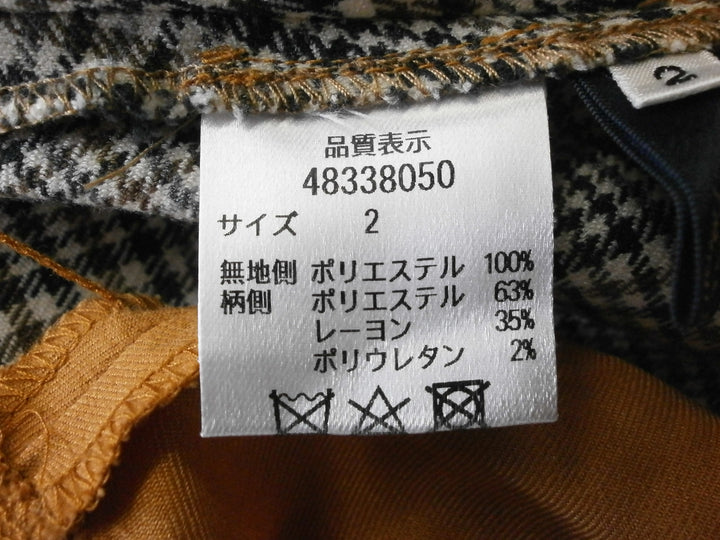 2
品質表示
48338050
サイズ 2
無地側 ポリエステル 100%
柄側 ポリエステル 63%
レーヨン 35%
ポリウレタン 2%